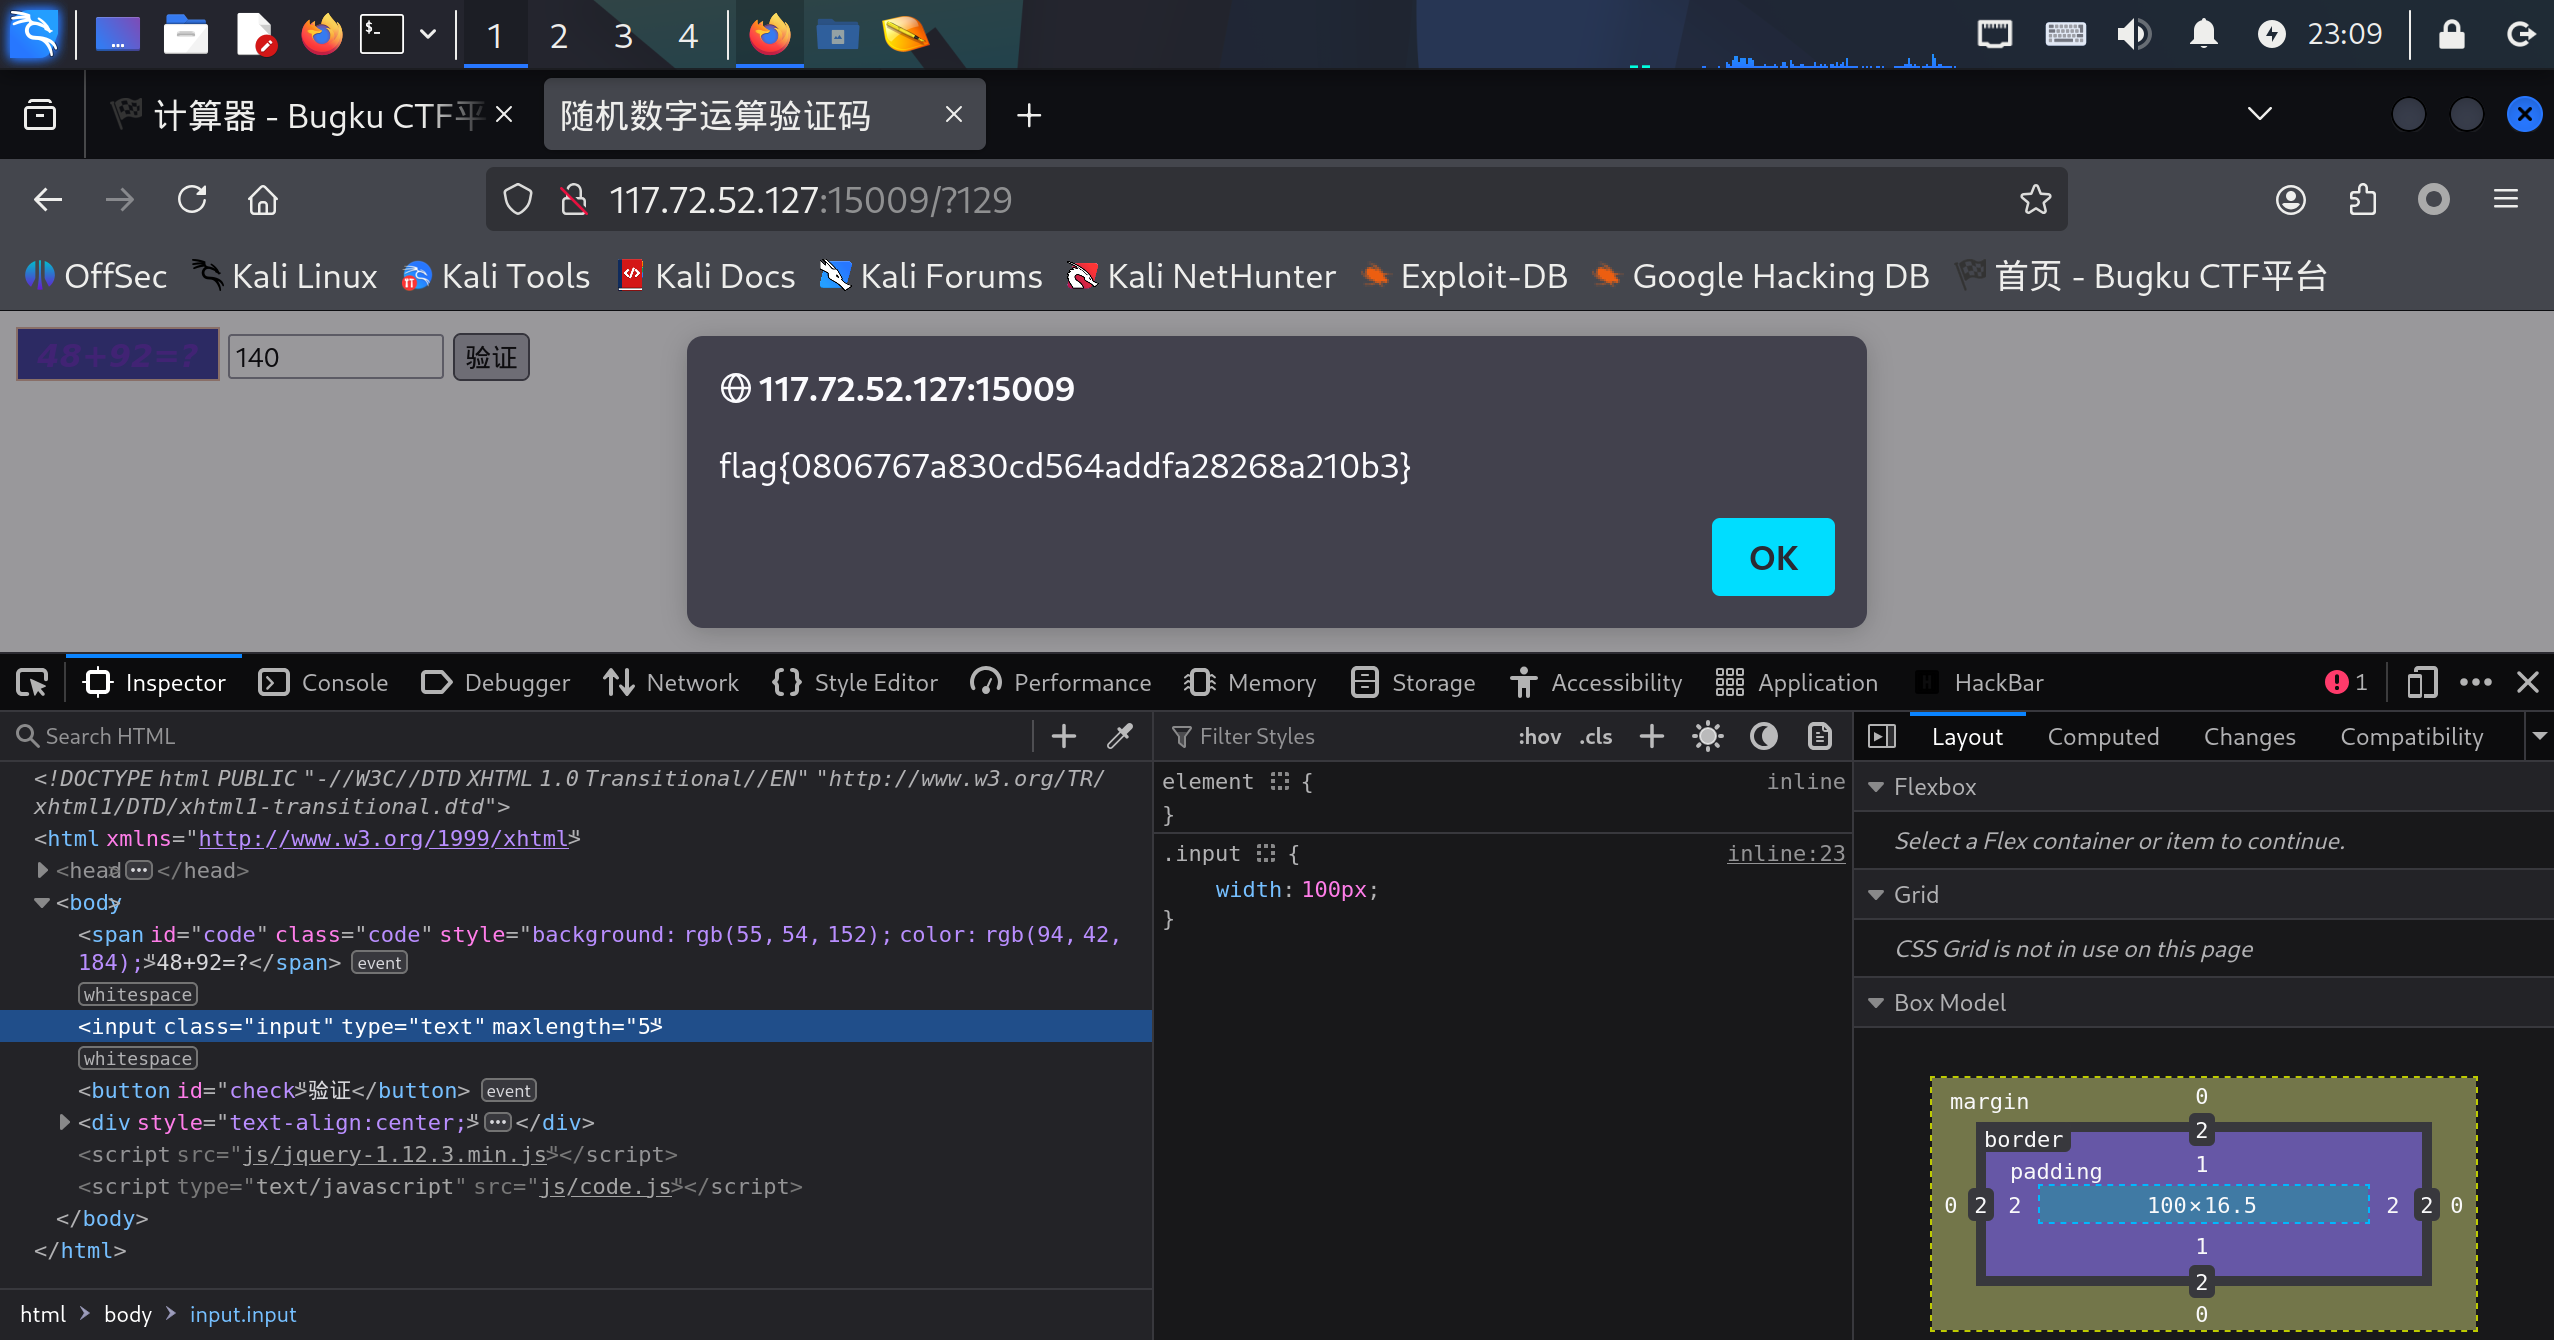 1 2 3 4 23:09
计算器 - Bugku CTF平
随机数字运算验证码
117.72.52.127:15009/?129
OffSec Kali Linux Kali Tools Kali Docs Kali Forums Kali NetHunter Exploit-DB Google Hacking DB 首页 - Bugku CTF平台
48+92=? 140 验证
117.72.52.127:15009
flag{0806767a830cd564addfa28268a210b3}
OK
Inspector Console Debugger Network Style Editor Performance Memory Storage Accessibility Application HackBar 1
Search HTML
Filter Styles :hov .cls
Layout Computed Changes Compatibility
<!DOCTYPE html PUBLIC "-//W3C//DTD XHTML 1.0 Transitional//EN" "http://www.w3.org/TR/
xhtml1/DTD/xhtml1-transitional.dtd">
<html xmlns="http://www.w3.org/1999/xhtml">
<head> ••• </head>
<body>
<span id="code" class="code" style="background: rgb(55, 54, 152); color: rgb(94, 42,
184);">48+92=?</span> event
whitespace
<input class="input" type="text" maxlength="5">
whitespace
<button id="check">验证</button> event
<div style="text-align:center;"> ••• </div>
<script src="js/jquery-1.12.3.min.js"></script>
<script type="text/javascript" src="js/code.js"></script>
</body>
</html>
html body input.input
element {
inline
}
.input {
inline:23
width: 100px;
}
Flexbox
Select a Flex container or item to continue.
Grid
CSS Grid is not in use on this page
Box Model
margin 0
border 2
padding 1
0 2 2 100×16.5 2 2 0
1
2
0